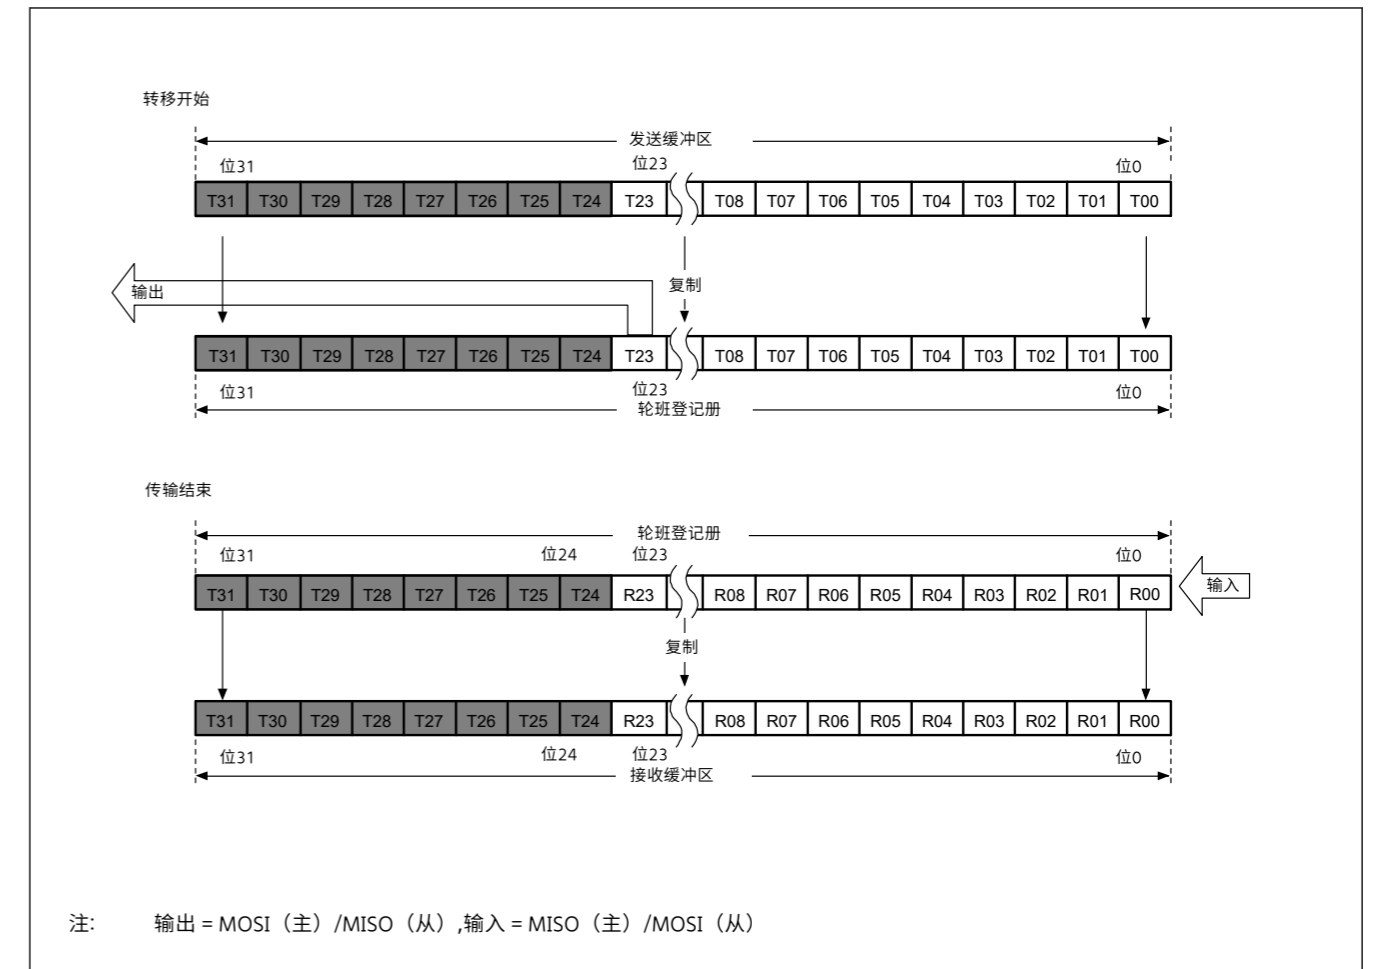 转移开始
发送缓冲区
位31 位23 位0
T31 T30 T29 T28 T27 T26 T25 T24 T23 T08 T07 T06 T05 T04 T03 T02 T01 T00
输出 复制
T31 T30 T29 T28 T27 T26 T25 T24 T23 T08 T07 T06 T05 T04 T03 T02 T01 T00
位31 位23 位0
轮班登记册
传输结束
轮班登记册
位31 位24 位23 位0
T31 T30 T29 T28 T27 T26 T25 T24 R23 R08 R07 R06 R05 R04 R03 R02 R01 R00 输入
复制
T31 T30 T29 T28 T27 T26 T25 T24 R23 R08 R07 R06 R05 R04 R03 R02 R01 R00
位31 位24 位23 位0
接收缓冲区
注: 输出 = MOSI（主）/MISO（从）,输入 = MISO（主）/MOSI（从）